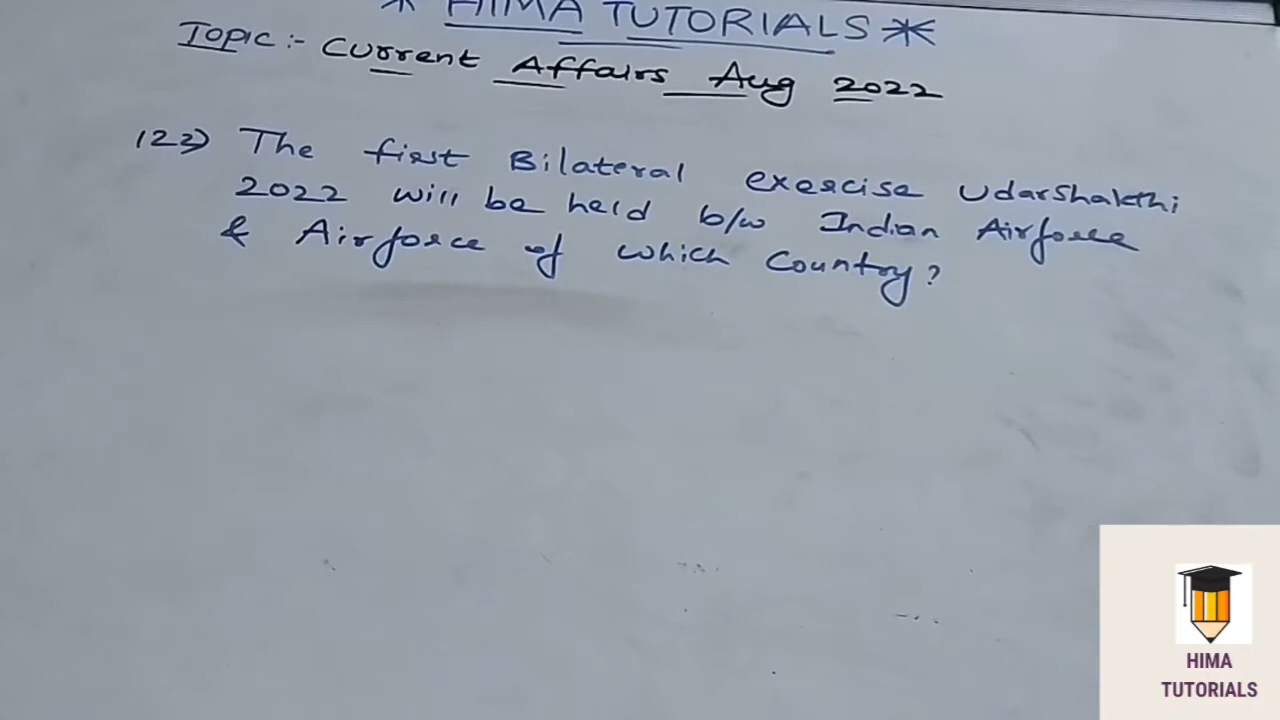 * HIMA TUTORIALS *
Topic:- Current Affairs Aug 2022
123) The first Bilateral exercise Udarshakthi
2022 will be held b/w Indian Airforce
& Airforce of which Country?
HIMA
TUTORIALS